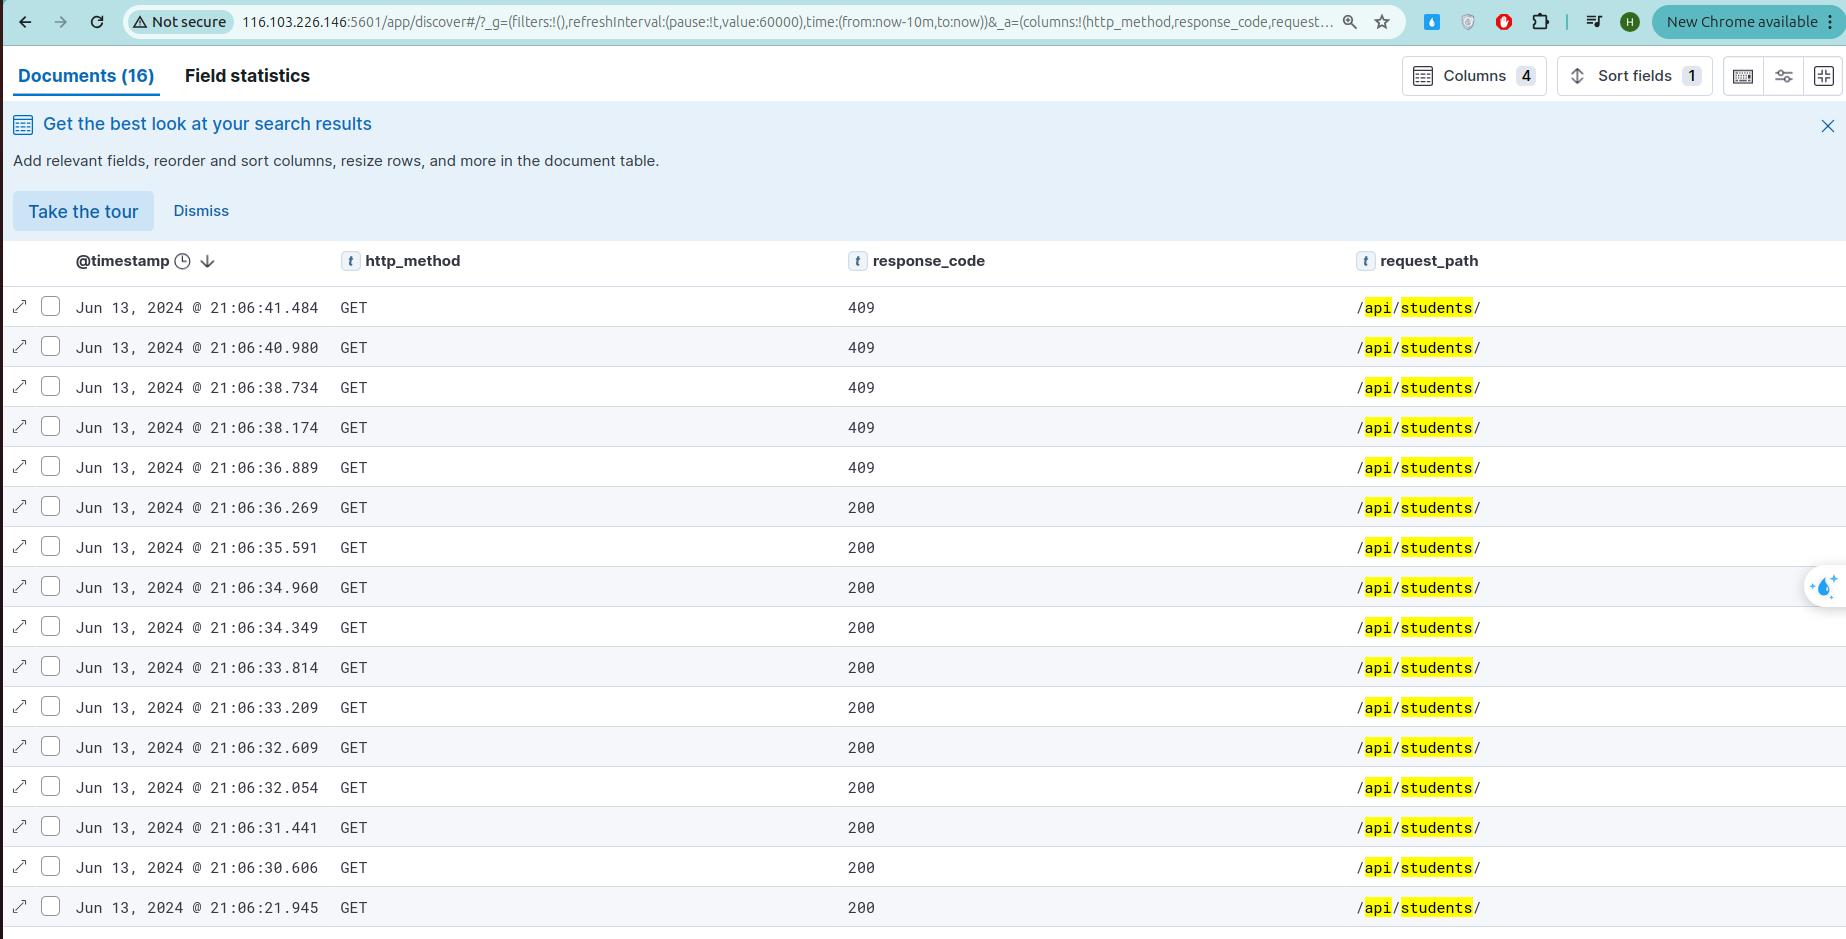 Not secure 116.103.226.146:5601/app/discover#/?_g=(filters:!(),refreshInterval:(pause:!t,value:60000),time:(from:now-10m,to:now))&_a=(columns:!(http_method,response_code,request... H New Chrome available
Documents (16) Field statistics Columns 4 Sort fields 1
Get the best look at your search results
Add relevant fields, reorder and sort columns, resize rows, and more in the document table.
Take the tour Dismiss
@timestamp t http_method t response_code t request_path
Jun 13, 2024 @ 21:06:41.484 GET 409 /api/students/
Jun 13, 2024 @ 21:06:40.980 GET 409 /api/students/
Jun 13, 2024 @ 21:06:38.734 GET 409 /api/students/
Jun 13, 2024 @ 21:06:38.174 GET 409 /api/students/
Jun 13, 2024 @ 21:06:36.889 GET 409 /api/students/
Jun 13, 2024 @ 21:06:36.269 GET 200 /api/students/
Jun 13, 2024 @ 21:06:35.591 GET 200 /api/students/
Jun 13, 2024 @ 21:06:34.960 GET 200 /api/students/
Jun 13, 2024 @ 21:06:34.349 GET 200 /api/students/
Jun 13, 2024 @ 21:06:33.814 GET 200 /api/students/
Jun 13, 2024 @ 21:06:33.209 GET 200 /api/students/
Jun 13, 2024 @ 21:06:32.609 GET 200 /api/students/
Jun 13, 2024 @ 21:06:32.054 GET 200 /api/students/
Jun 13, 2024 @ 21:06:31.441 GET 200 /api/students/
Jun 13, 2024 @ 21:06:30.606 GET 200 /api/students/
Jun 13, 2024 @ 21:06:21.945 GET 200 /api/students/